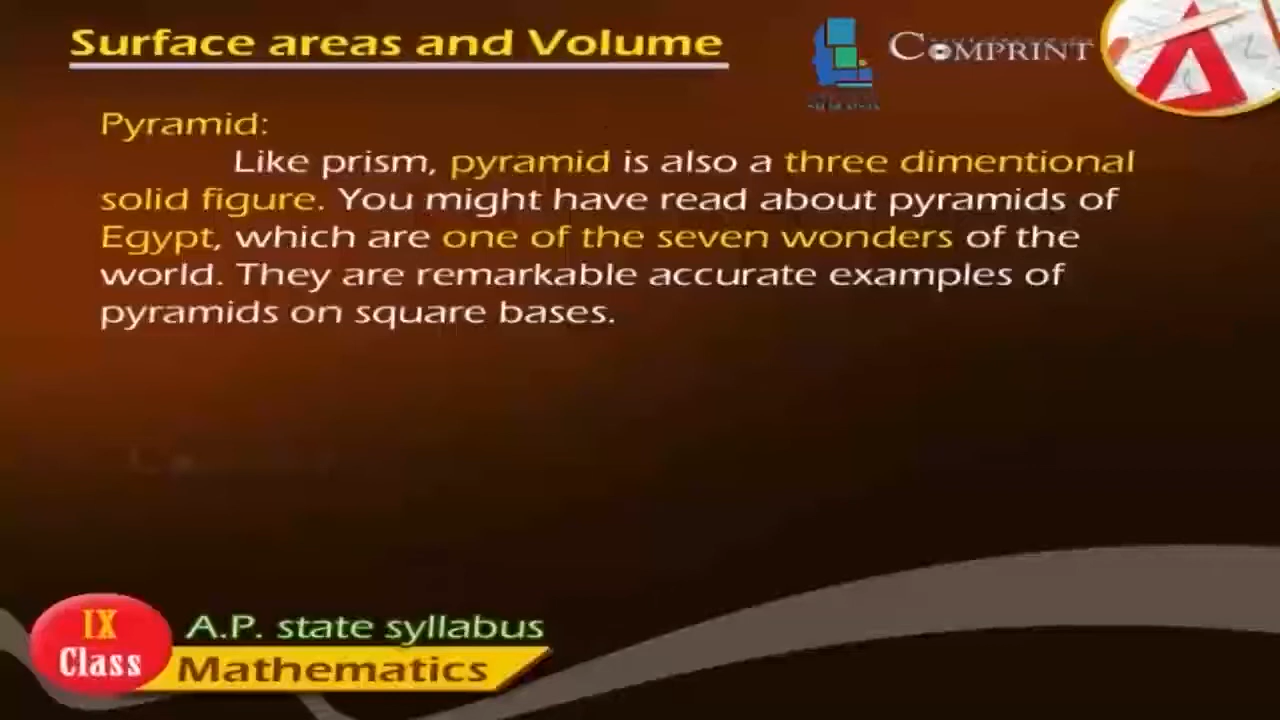 Surface areas and Volume
COMPRINT
Pyramid:
Like prism, pyramid is also a three dimentional
solid figure. You might have read about pyramids of
Egypt, which are one of the seven wonders of the
world. They are remarkable accurate examples of
pyramids on square bases.
IX
Class
A.P. state syllabus
Mathematics